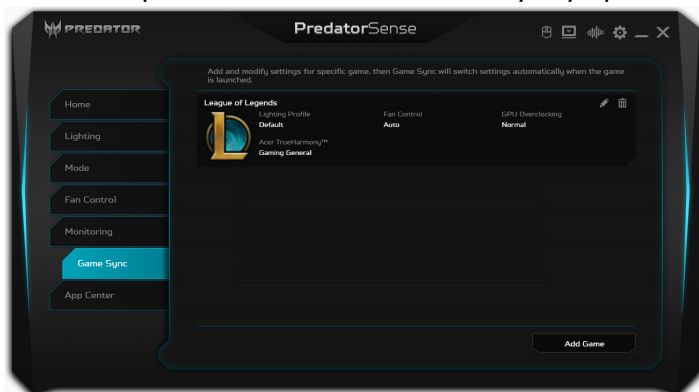 PREDATOR
PredatorSense
Add and modify settings for specific game, then Game Sync will switch settings automatically when the game
is launched.
Home
Lighting
Mode
Fan Control
Monitoring
Game Sync
App Center
League of Legends
Lighting Profile Fan Control GPU Overclocking
Default Auto Normal
Acer TrueHarmony™
Gaming General
Add Game